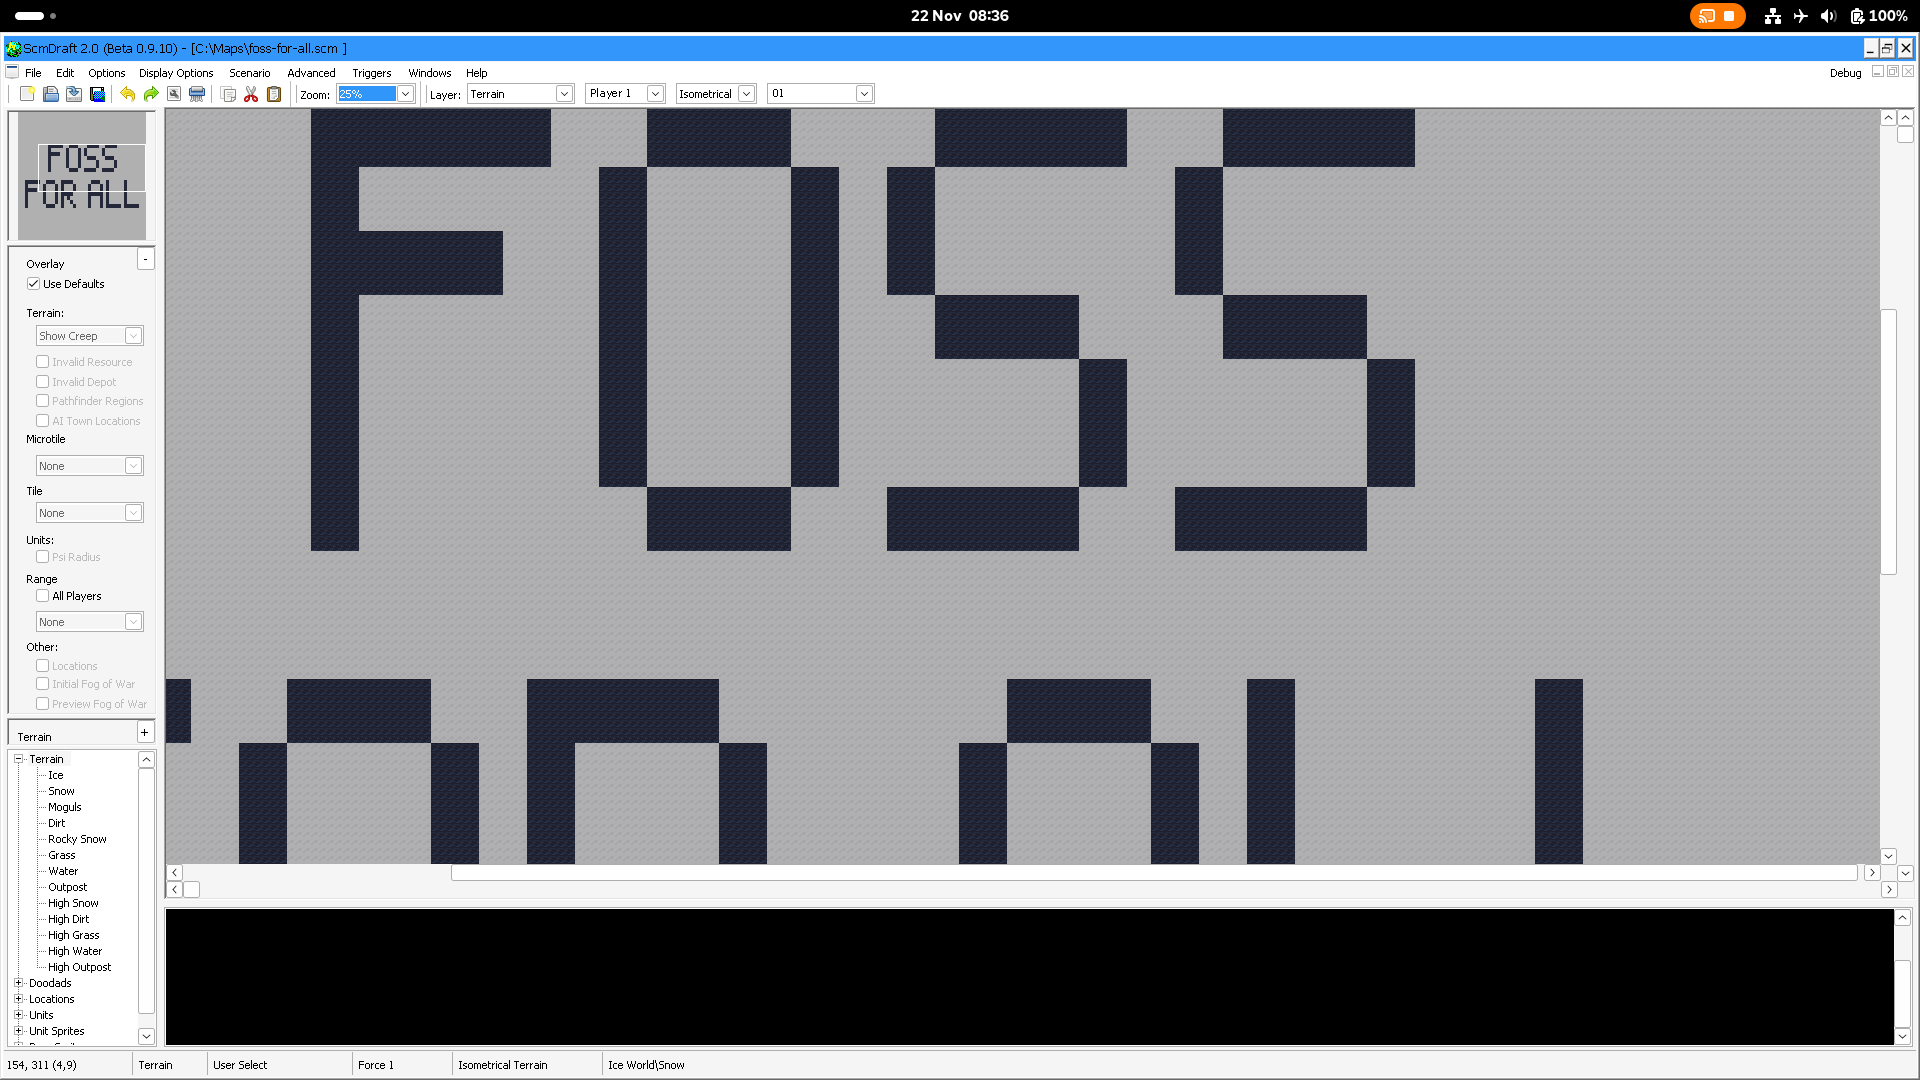 22 Nov 08:36
100%
ScmDraft 2.0 (Beta 0.9.10) - [C:\Maps\foss-for-all.scm ]
File Edit Options Display Options Scenario Advanced Triggers Windows Help Debug
Zoom: 25% Layer: Terrain Player 1 Isometrical 01
FOSS
FOR ALL
Overlay
-
Use Defaults
Terrain:
Show Creep
Invalid Resource
Invalid Depot
Pathfinder Regions
AI Town Locations
Microtile
None
Tile
None
Units:
Psi Radius
Range
All Players
None
Other:
Locations
Initial Fog of War
Preview Fog of War
Terrain
+
Terrain
Ice
Snow
Moguls
Dirt
Rocky Snow
Grass
Water
Outpost
High Snow
High Dirt
High Grass
High Water
High Outpost
Doodads
Locations
Units
Unit Sprites
FOSS
154, 311 (4,9) Terrain User Select Force 1 Isometrical Terrain Ice World\Snow